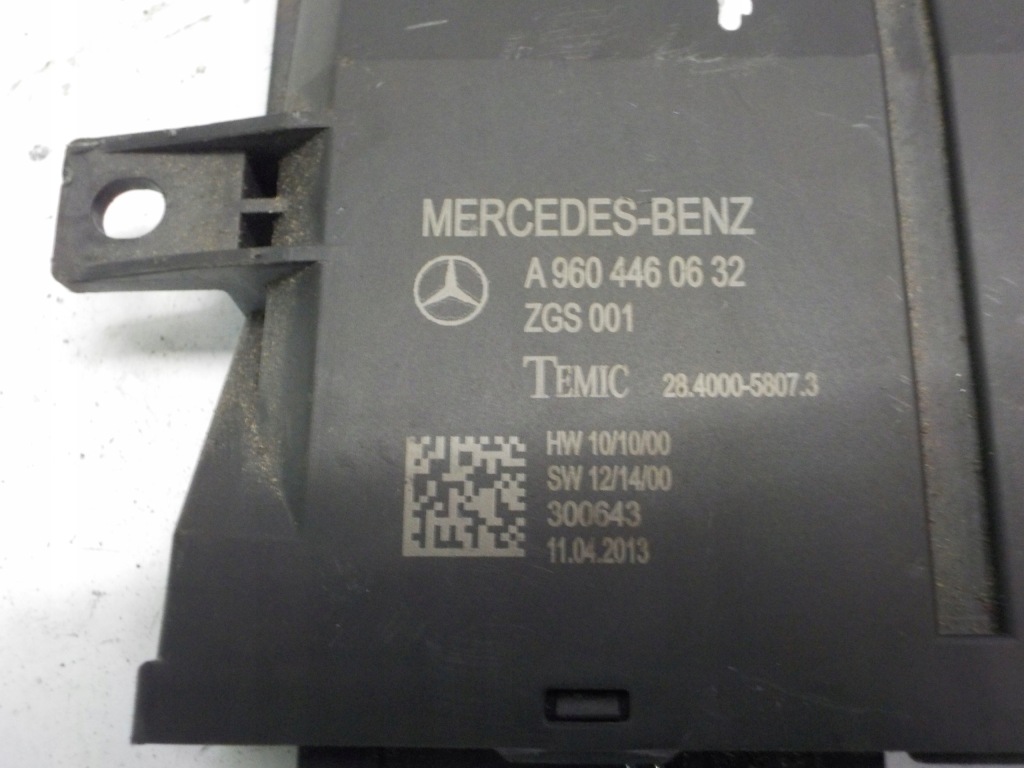 MERCEDES-BENZ
A 960 446 06 32
ZGS 001
TEMIC 28.4000-5807.3
HW 10/10/00
SW 12/14/00
300643
11.04.2013